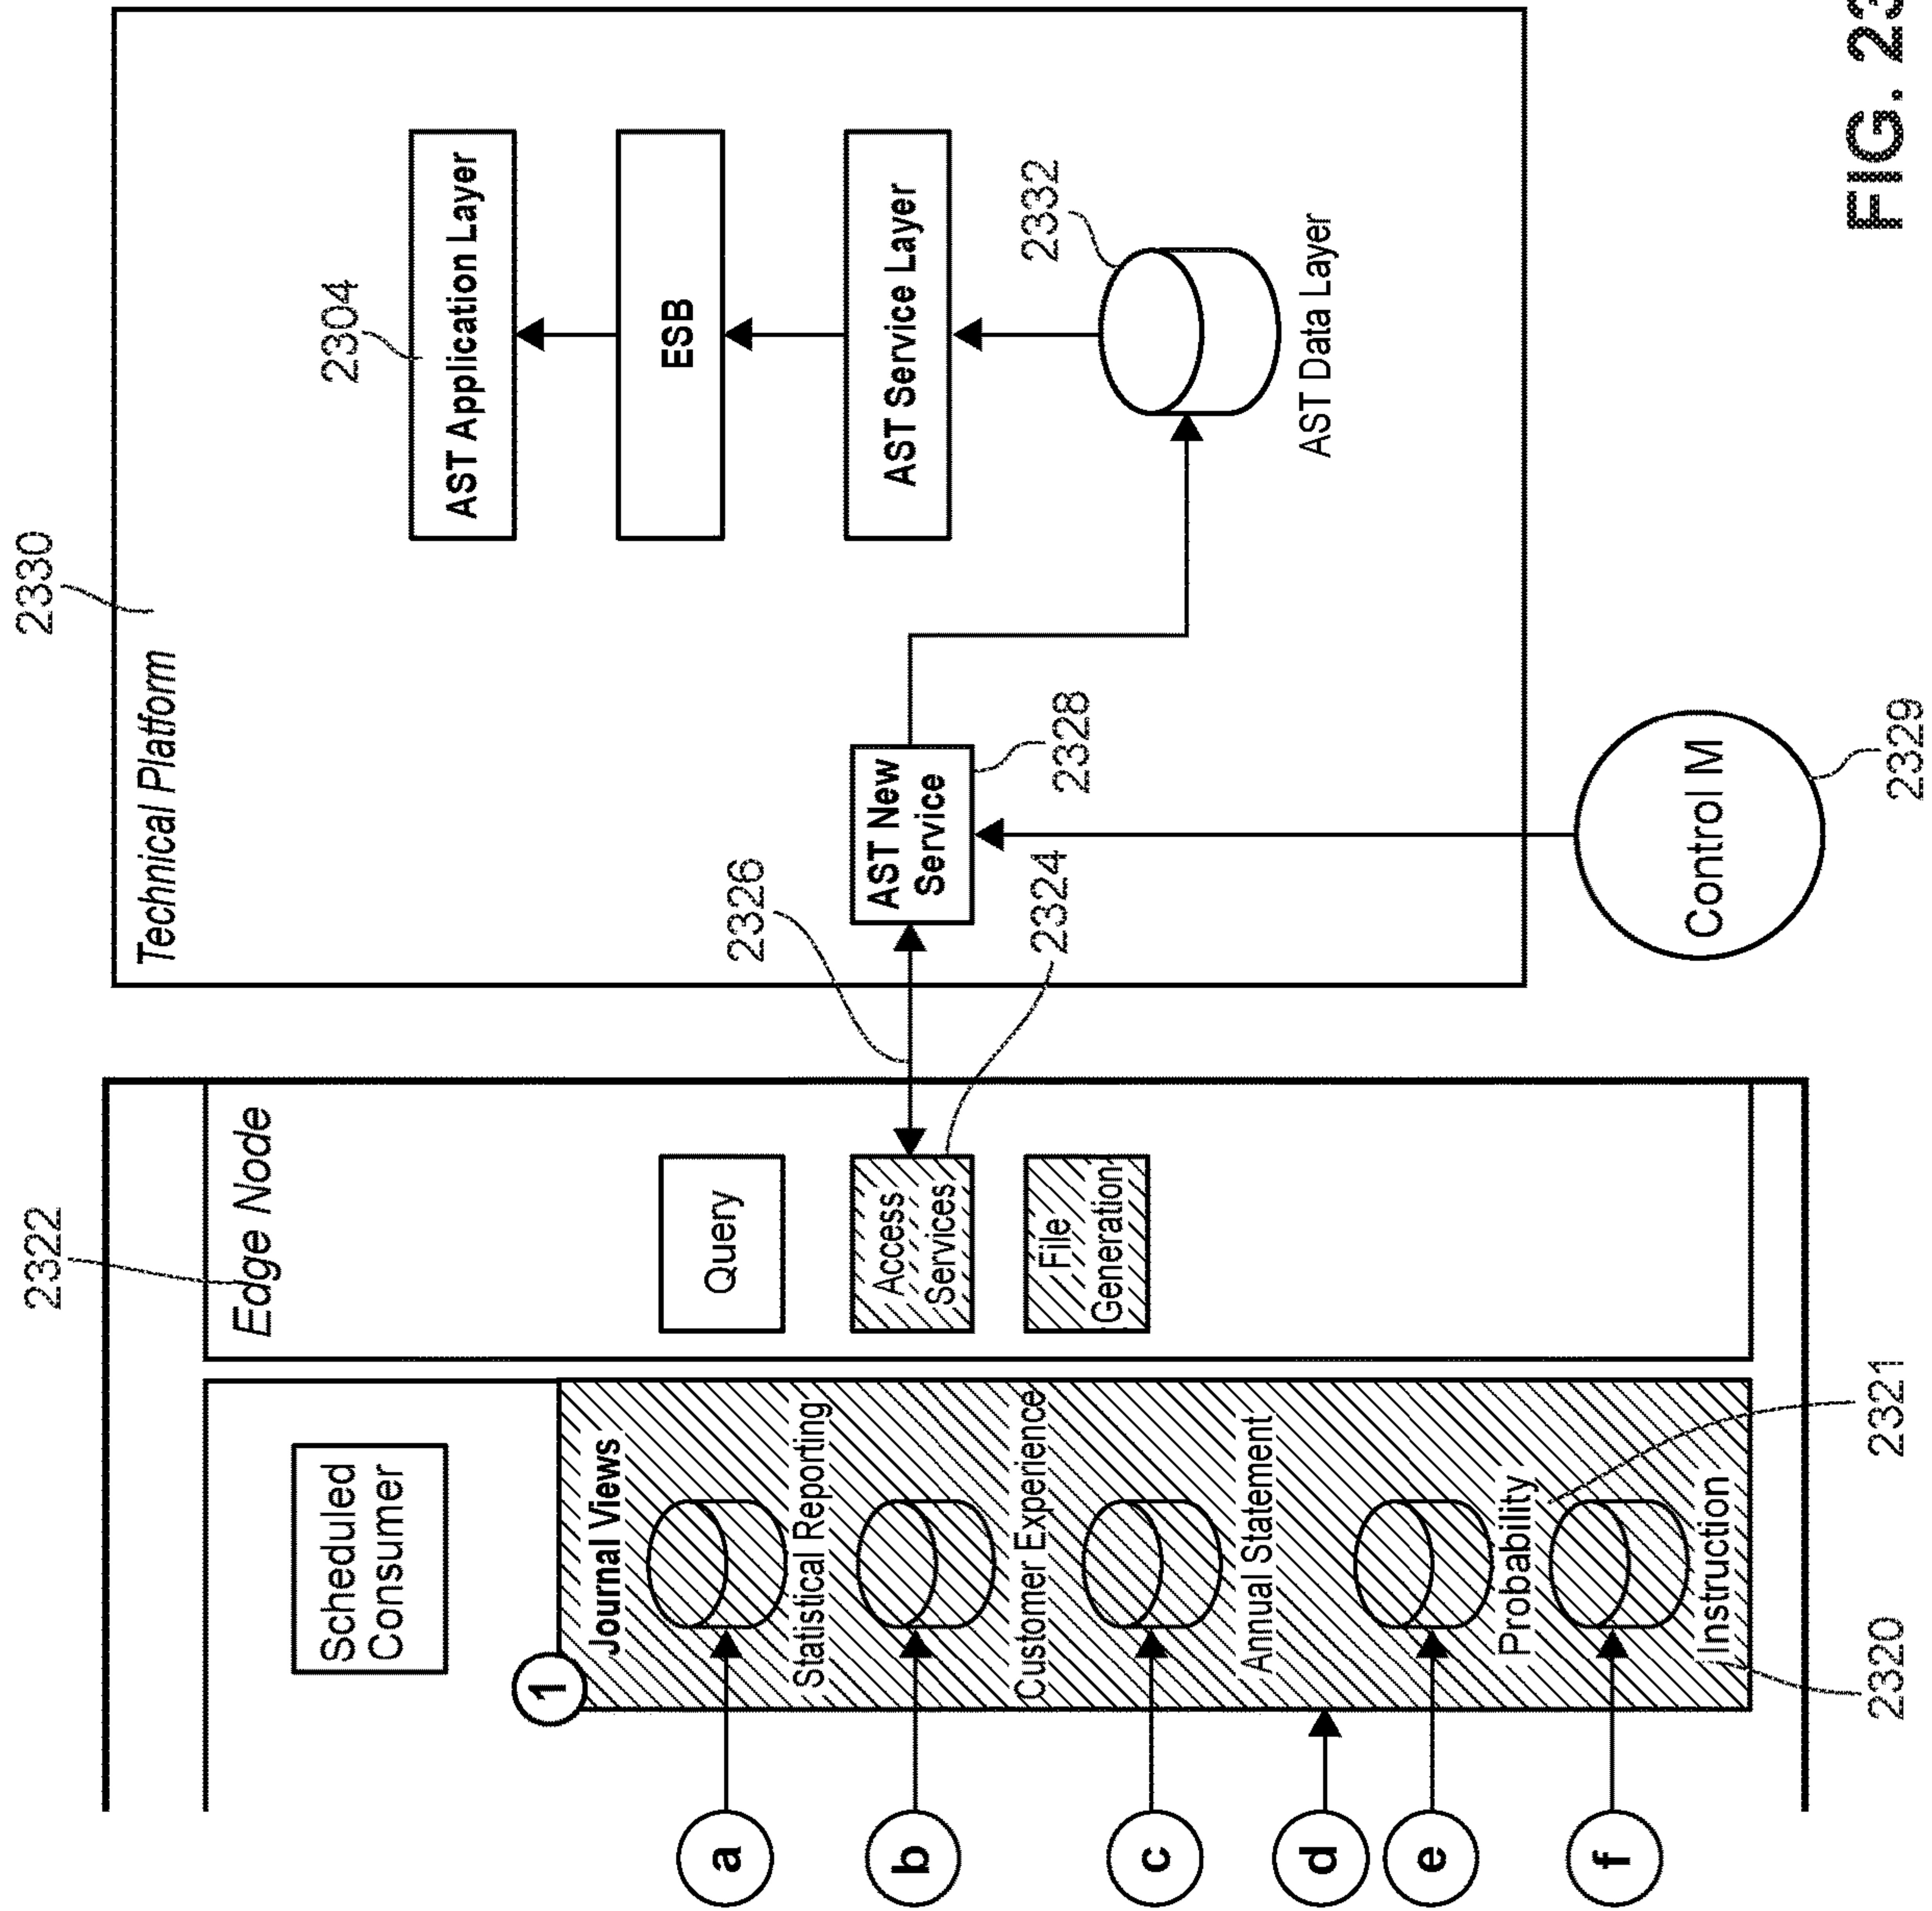 2322
2330
Scheduled
Consumer
1
Journal Views
a
Statistical Reporting
b
Customer Experience
c
Annual Statement
d
e
Probability
f
Instruction
2320
2321
Edge Node
Query
Access
Services
File
Generation
2326
2324
Technical Platform
AST New
Service
2328
Control M
2329
2304
AST Application Layer
ESB
AST Service Layer
2332
AST Data Layer
FIG. 23